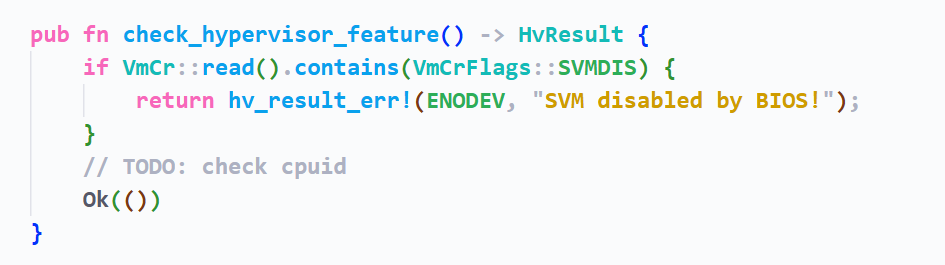 pub fn check_hypervisor_feature() -> HvResult {
    if VmCr::read().contains(VmCrFlags::SVMDIS) {
        return hv_result_err!(ENODEV, "SVM disabled by BIOS!");
    }
    // TODO: check cpuid
    Ok(())
}